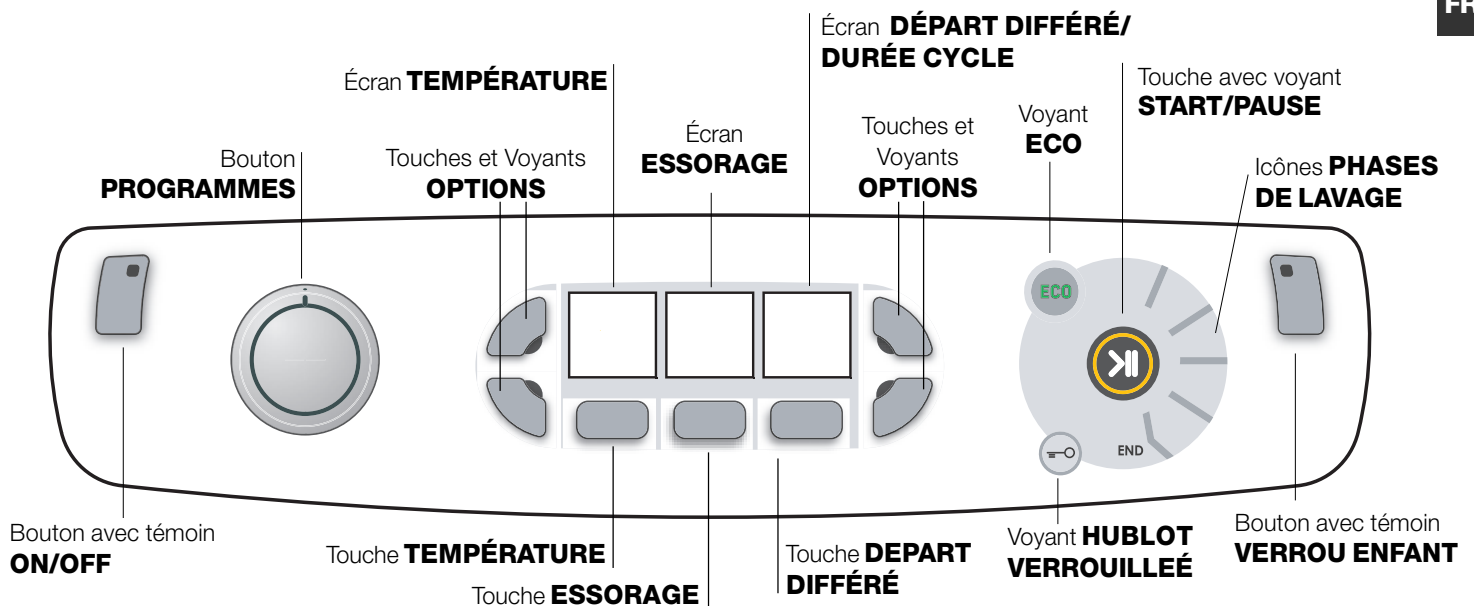 FR
Écran DÉPART DIFFÉRÉ/
DURÉE CYCLE
Écran TEMPÉRATURE
Touche avec voyant
START/PAUSE
Bouton
PROGRAMMES
Touches et Voyants
OPTIONS
Écran
ESSORAGE
Touches et
Voyants
OPTIONS
Voyant
ECO
Icônes PHASES
DE LAVAGE
ECO
END
Bouton avec témoin
ON/OFF
Touche TEMPÉRATURE
Touche ESSORAGE
Touche DEPART
DIFFÉRÉ
Voyant HUBLOT
VERROUILLEÉ
Bouton avec témoin
VERROU ENFANT